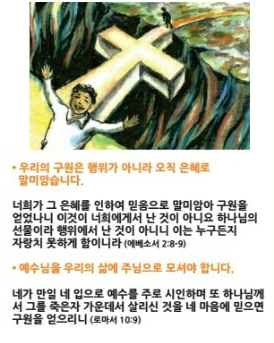 • 우리의 구원은 행위가 아니라 오직 은혜로
말미암습니다.
너희가 그 은혜를 인하여 믿음으로 말미암아 구원을
얻었나니 이것이 너희에게서 난 것이 아니요 하나님의
선물이라 행위에서 난 것이 아니니 이는 누구든지
자랑치 못하게 함이니라 (에베소서 2:8-9)
• 예수님을 우리의 삶에 주님으로 모셔야 합니다.
네가 만일 네 입으로 예수를 주로 시인하며 또 하나님께
서 그를 죽은자 가운데서 살리신 것을 네 마음에 믿으면
구원을 얻으리니 (로마서 10:9)